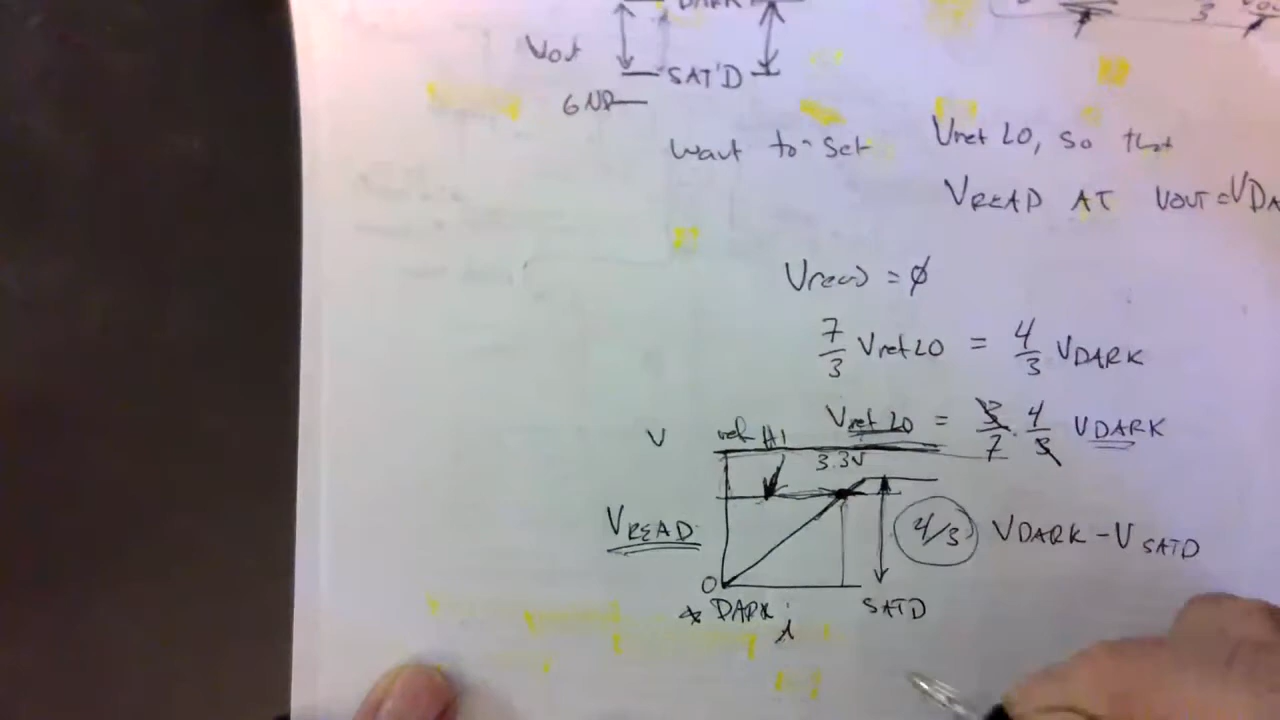 DARK
3
Vout
SAT'D
GND
Want to set Vref LO, so that
VREAD AT VOUT = VDA
Vread = ∅
7/3 Vref LO = 4/3 VDARK
V ref HI Vref LO = 3/7 · 4/3 VDARK
3.3V
VREAD 4/3 VDARK - VSATD
0
* DARK SATD